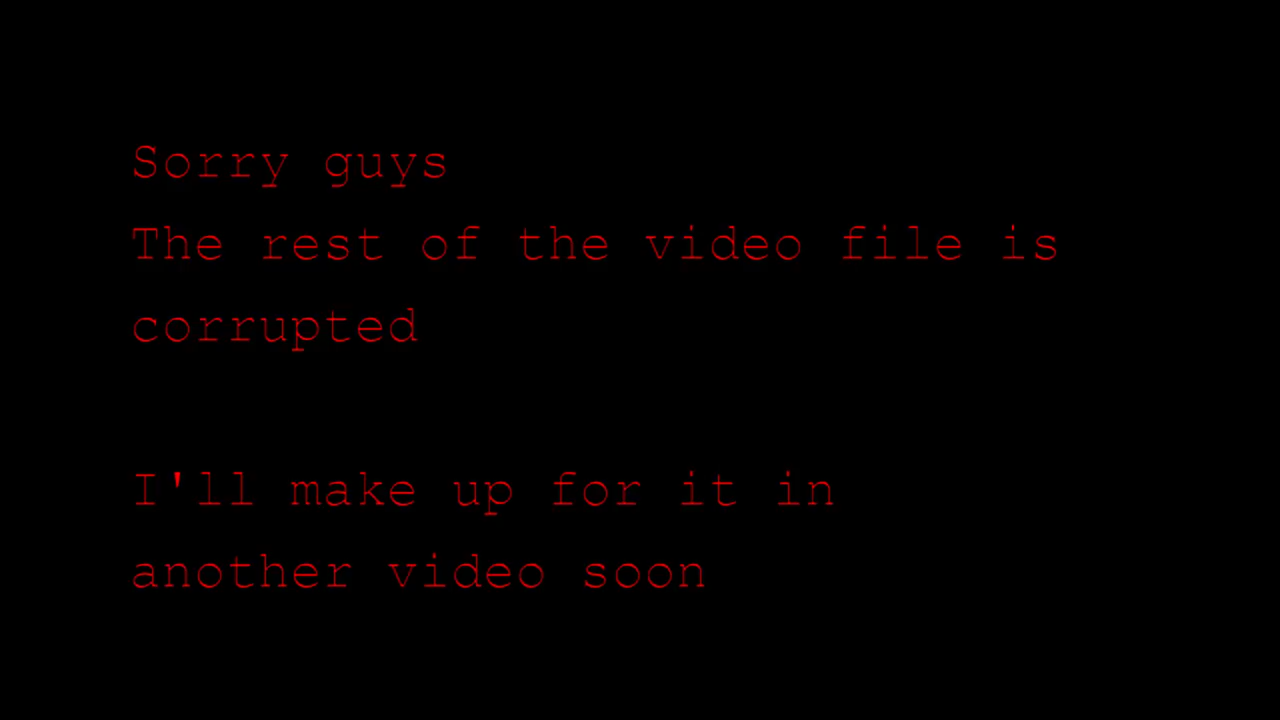 Sorry guys
The rest of the video file is
corrupted
I'll make up for it in
another video soon